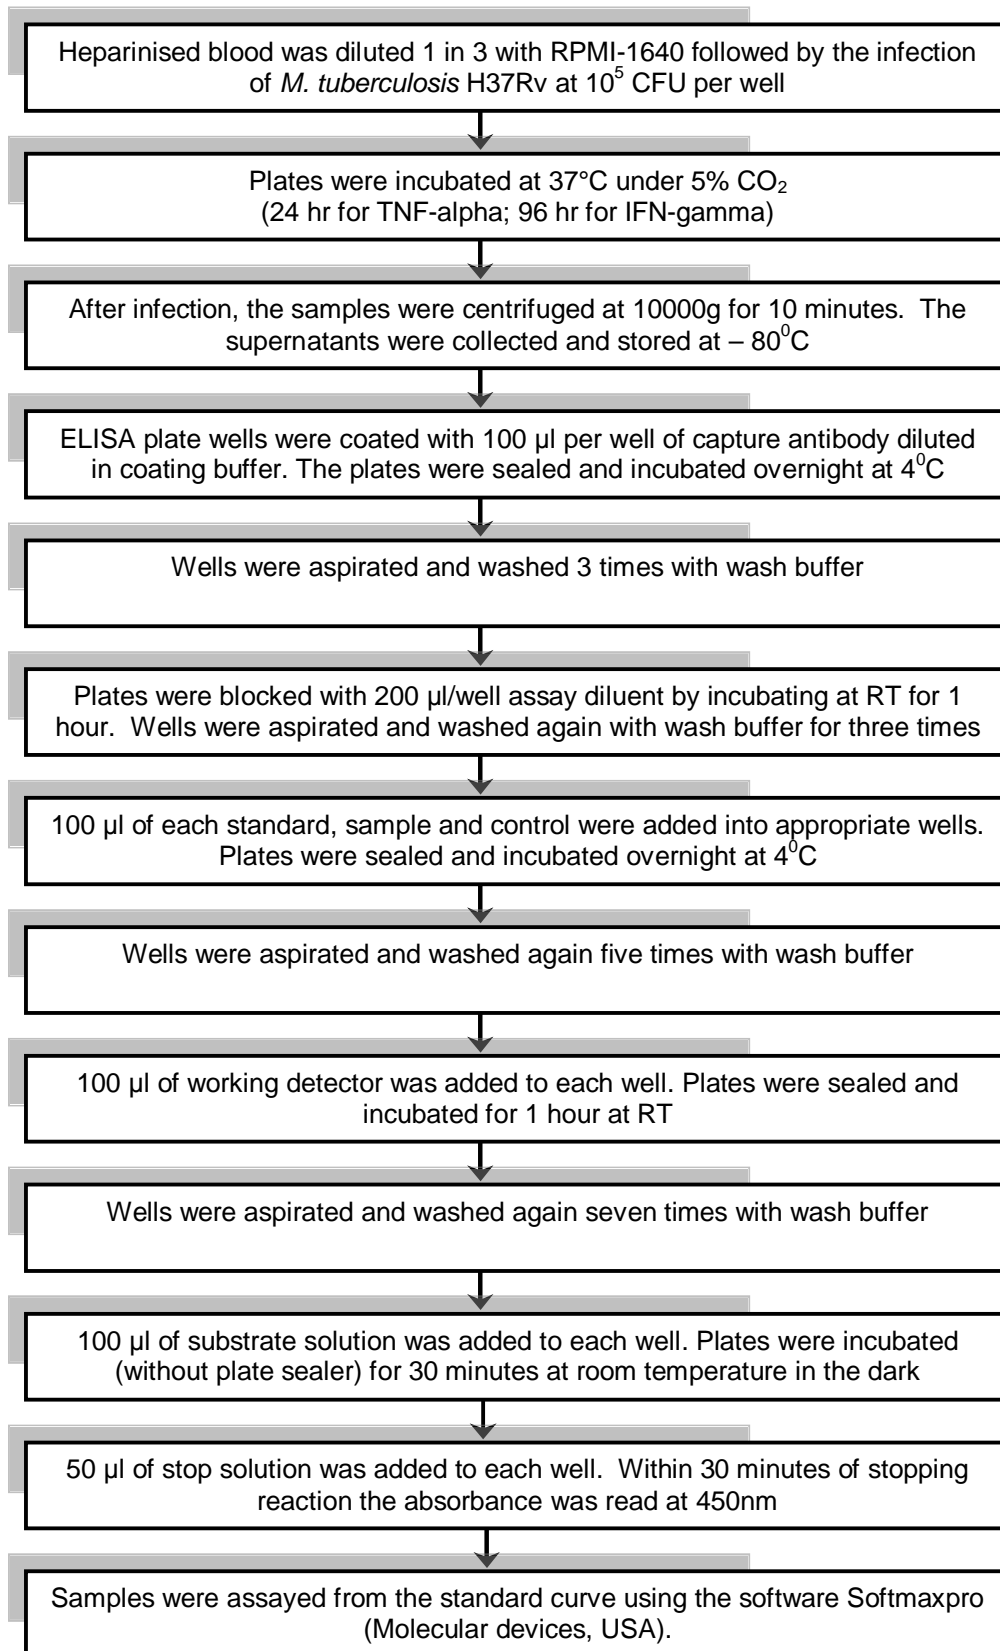 Heparinised blood was diluted 1 in 3 with RPMI-1640 followed by the infection
of M. tuberculosis H37Rv at 10⁵ CFU per well
Plates were incubated at 37°C under 5% CO₂
(24 hr for TNF-alpha; 96 hr for IFN-gamma)
After infection, the samples were centrifuged at 10000g for 10 minutes.  The
supernatants were collected and stored at – 80⁰C
ELISA plate wells were coated with 100 µl per well of capture antibody diluted
in coating buffer. The plates were sealed and incubated overnight at 4⁰C
Wells were aspirated and washed 3 times with wash buffer
Plates were blocked with 200 µl/well assay diluent by incubating at RT for 1
hour.  Wells were aspirated and washed again with wash buffer for three times
100 µl of each standard, sample and control were added into appropriate wells.
Plates were sealed and incubated overnight at 4⁰C
Wells were aspirated and washed again five times with wash buffer
100 µl of working detector was added to each well. Plates were sealed and
incubated for 1 hour at RT
Wells were aspirated and washed again seven times with wash buffer
100 µl of substrate solution was added to each well. Plates were incubated
(without plate sealer) for 30 minutes at room temperature in the dark
50 µl of stop solution was added to each well.  Within 30 minutes of stopping
reaction the absorbance was read at 450nm
Samples were assayed from the standard curve using the software Softmaxpro
(Molecular devices, USA).